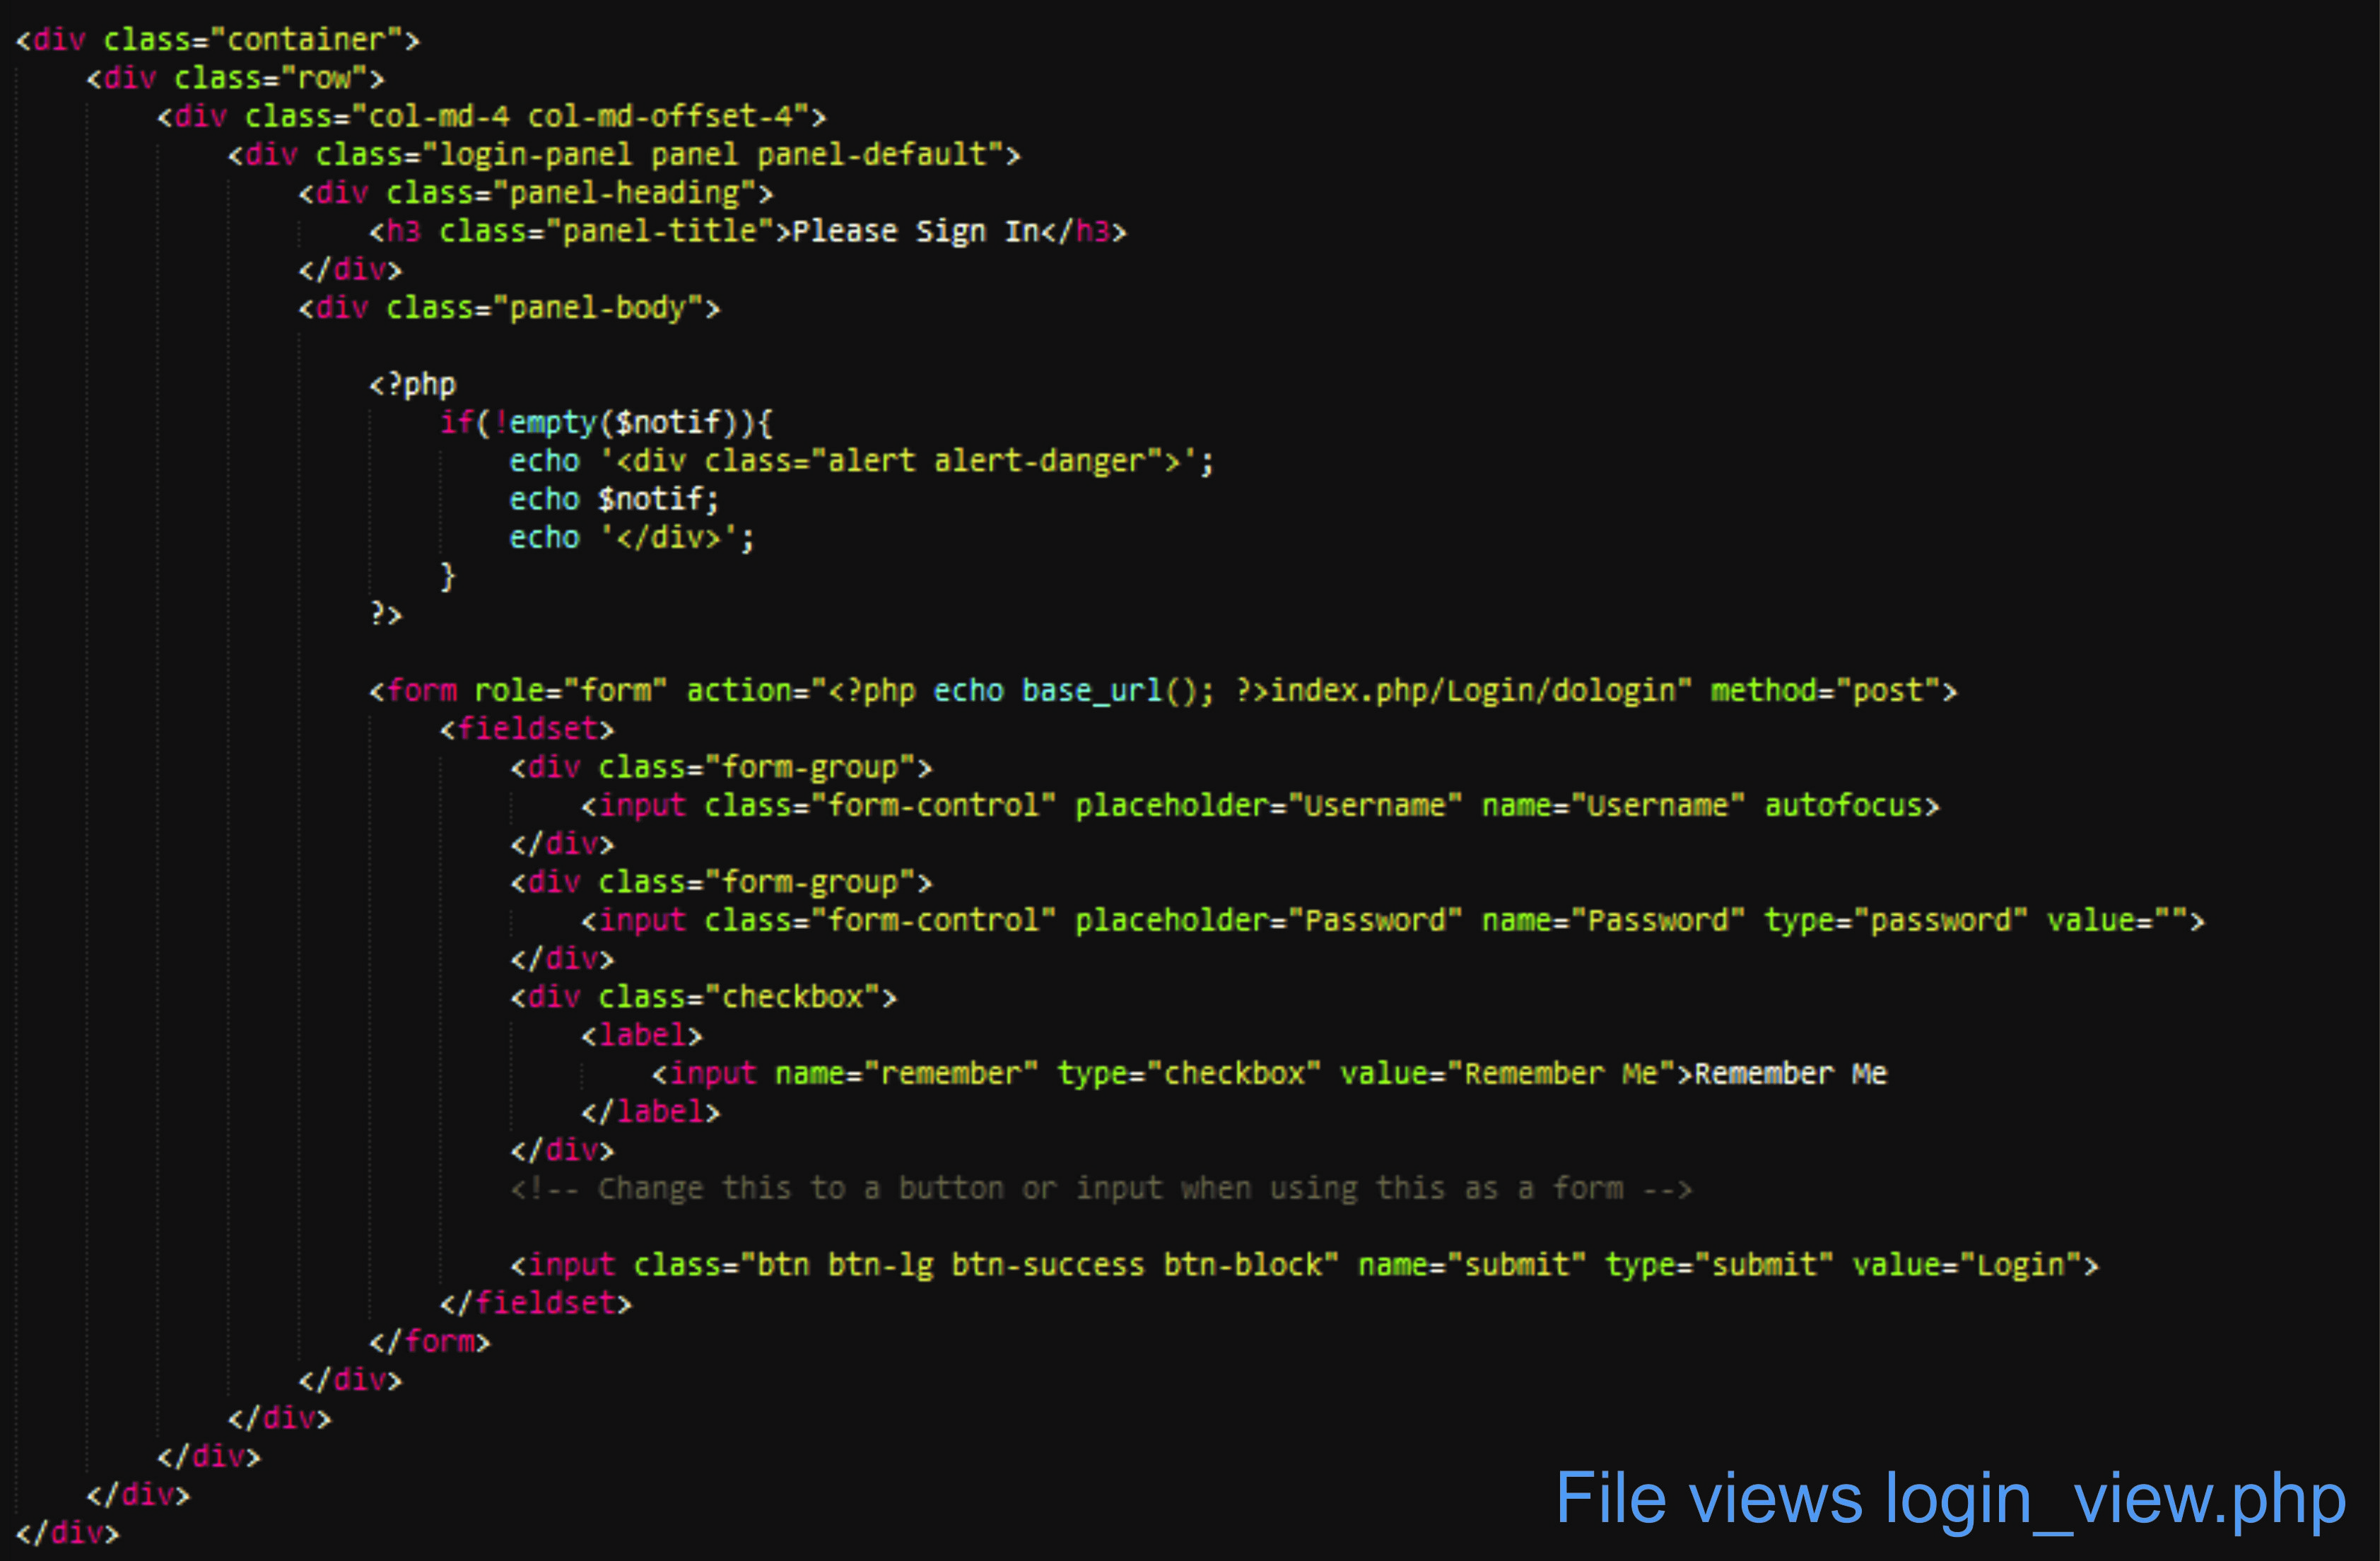 <div class="container">
<div class="row">
<div class="col-md-4 col-md-offset-4">
<div class="login-panel panel panel-default">
<div class="panel-heading">
<h3 class="panel-title">Please Sign In</h3>
</div>
<div class="panel-body">
<?php
if(!empty($notif)){
echo '<div class="alert alert-danger">';
echo $notif;
echo '</div>';
}
?>
<form role="form" action="<?php echo base_url(); ?>index.php/Login/dologin" method="post">
<fieldset>
<div class="form-group">
<input class="form-control" placeholder="Username" name="Username" autofocus>
</div>
<div class="form-group">
<input class="form-control" placeholder="Password" name="Password" type="password" value="">
</div>
<div class="checkbox">
<label>
<input name="remember" type="checkbox" value="Remember Me">Remember Me
</label>
</div>
<!-- Change this to a button or input when using this as a form -->
<input class="btn btn-lg btn-success btn-block" name="submit" type="submit" value="Login">
</fieldset>
</form>
</div>
</div>
</div>
</div>
</div>
File views login_view.php